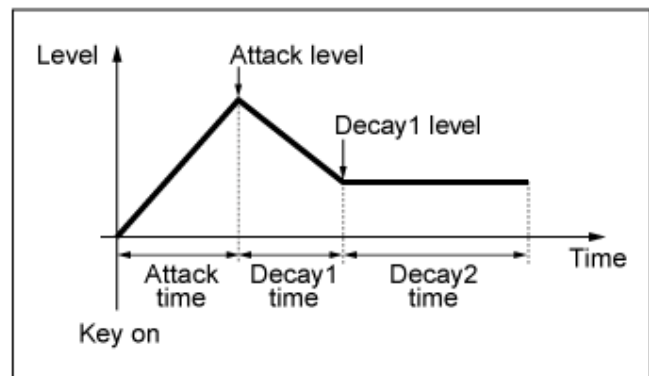 Level
Attack level
Decay1 level
Time
Attack
time
Decay1
time
Decay2
time
Key on